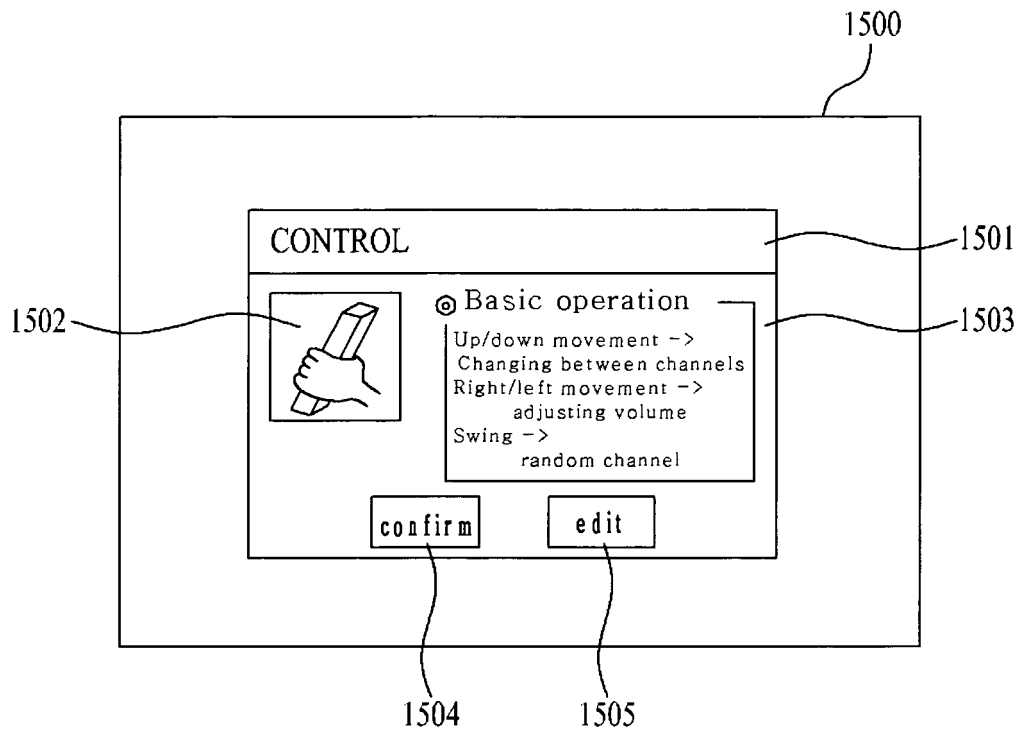 1500
CONTROL
1501
1502
Basic operation
1503
Up/down movement ->
Changing between channels
Right/left movement ->
adjusting volume
Swing ->
random channel
confirm
edit
1504
1505